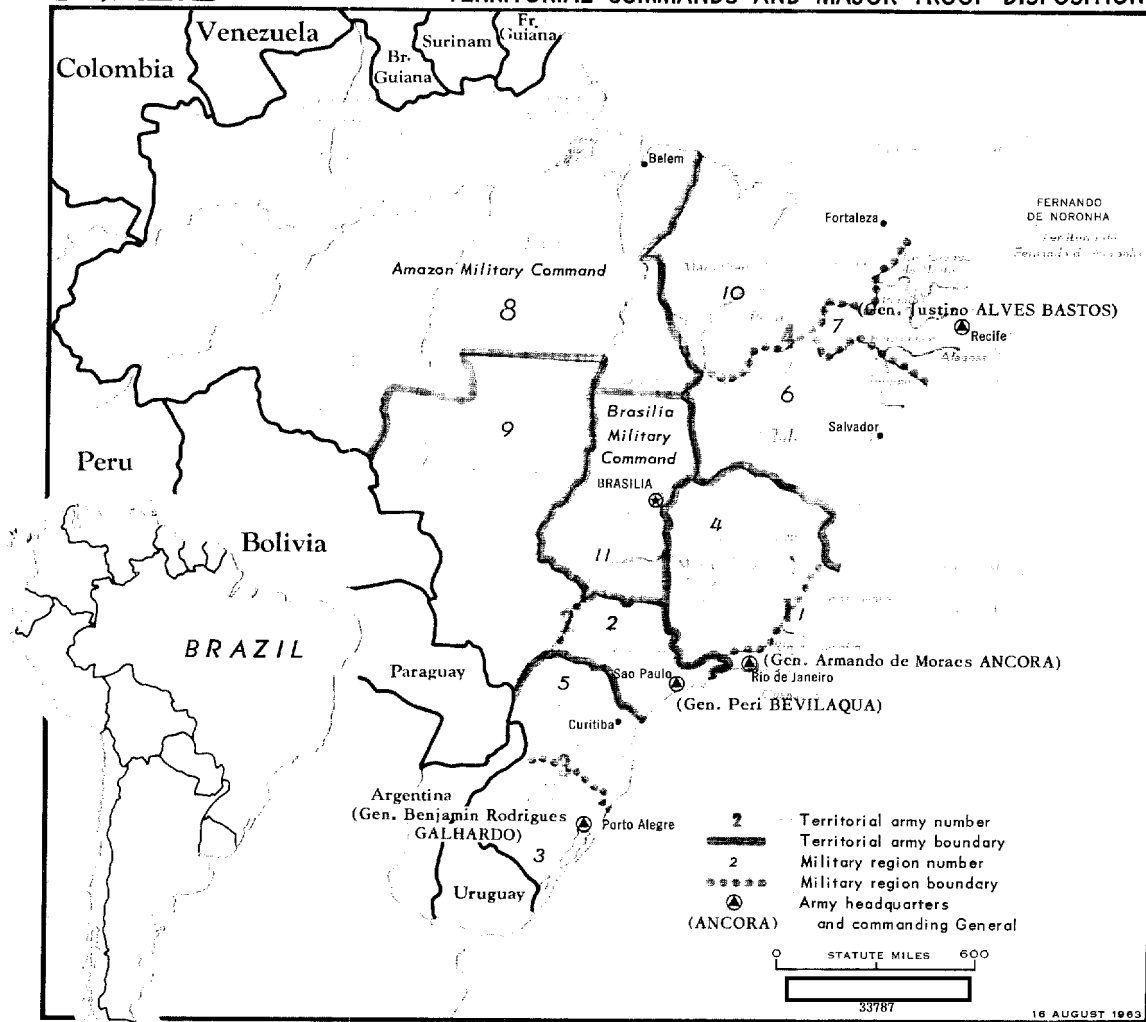 TERRITORIAL COMMANDS AND MAJOR TROOP DISPOSITION
Venezuela
Colombia
Br.
Guiana
Surinam
Fr.
Guiana
Belem
Fortaleza
FERNANDO
DE NORONHA
Amazon Military Command
8
10
7
(Gen. Justino ALVES BASTOS)
Recife
4
6
Salvador
9
Brasilia
Military
Command
BRASILIA
11
4
Peru
Bolivia
BRAZIL
2
2
1
(Gen. Armando de Moraes ANCORA)
Rio de Janeiro
Paraguay
Sao Paulo
(Gen. Peri BEVILAQUA)
5
Curitiba
3
Argentina
(Gen. Benjamin Rodrigues
GALHARDO)
Porto Alegre
3
Uruguay
2 Territorial army number
Territorial army boundary
2 Military region number
Military region boundary
Army headquarters
(ANCORA) and commanding General
0 STATUTE MILES 600
33787
16 AUGUST 1963